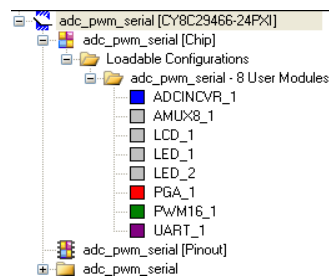 adc_pwm_serial [CY8C29466-24PXI]
adc_pwm_serial [Chip]
Loadable Configurations
adc_pwm_serial - 8 User Modules
ADCINCVR_1
AMUX8_1
LCD_1
LED_1
LED_2
PGA_1
PWM16_1
UART_1
adc_pwm_serial [Pinout]
adc_pwm_serial